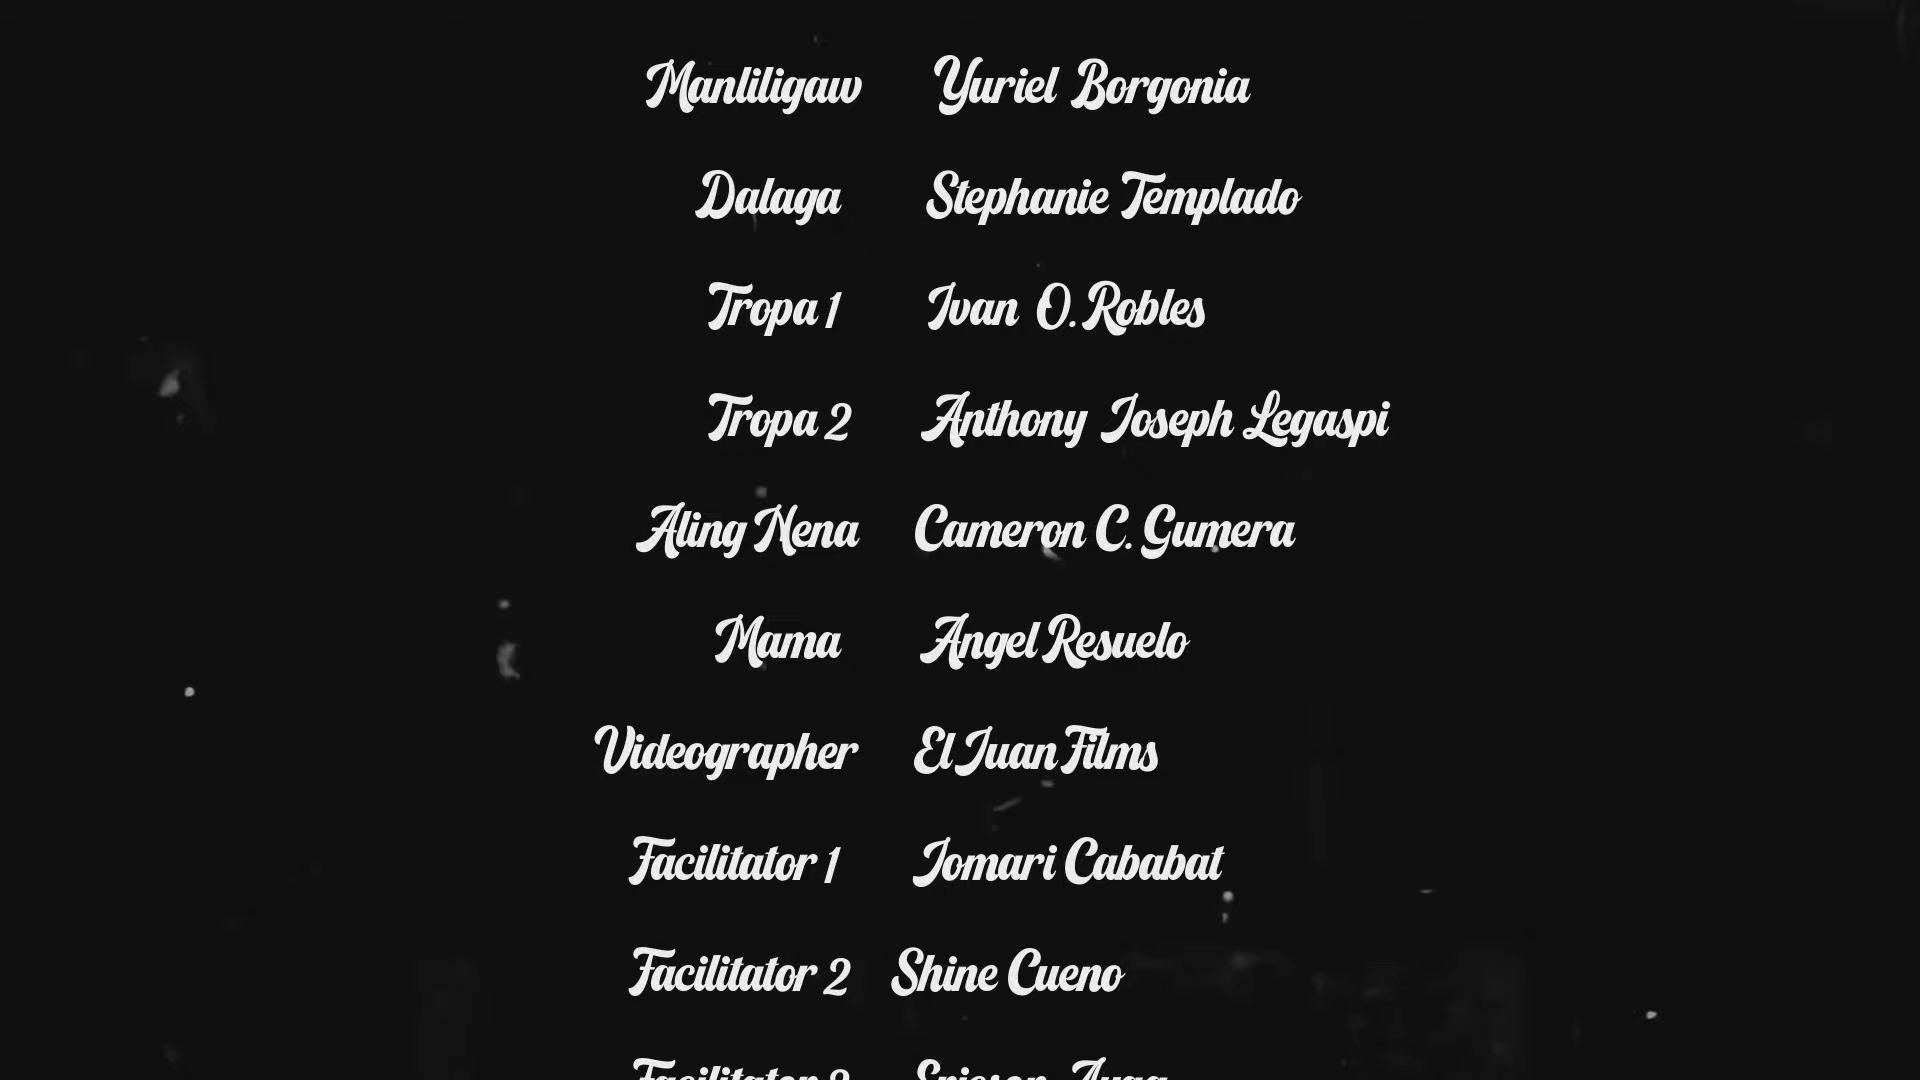 Manliligaw Yuriel Borgonia
Dalaga Stephanie Templado
Tropa 1 Ivan O. Robles
Tropa 2 Anthony Joseph Legaspi
Aling Nena Cameron C. Gumera
Mama Angel Resuelo
Videographer El Juan Films
Facilitator 1 Jomari Cababat
Facilitator 2 Shine Cueno
Facilitator